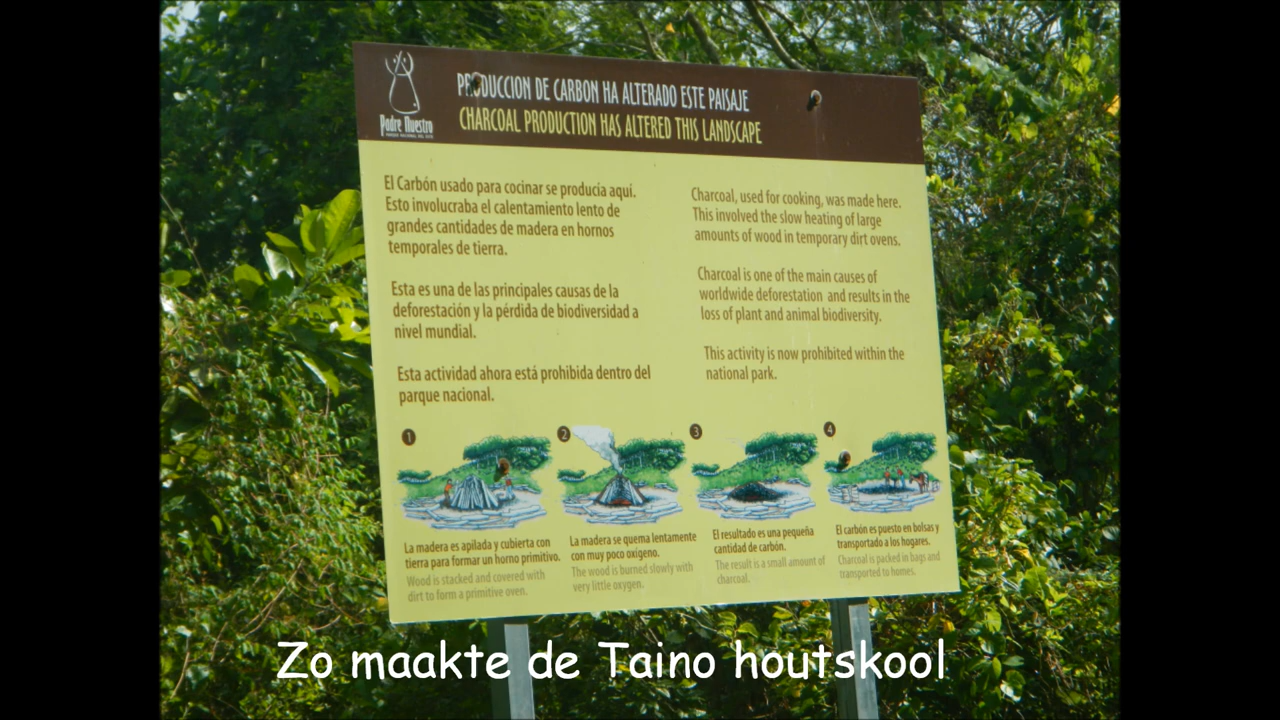 PRODUCCION DE CARBON HA ALTERADO ESTE PAISAJE
CHARCOAL PRODUCTION HAS ALTERED THIS LANDSCAPE
Padre Nuestro
El Carbón usado para cocinar se producía aquí.
Esto involucraba el calentamiento lento de
grandes cantidades de madera en hornos
temporales de tierra.
Esta es una de las principales causas de la
deforestación y la pérdida de biodiversidad a
nivel mundial.
Esta actividad ahora está prohibida dentro del
parque nacional.
Charcoal, used for cooking, was made here.
This involved the slow heating of large
amounts of wood in temporary dirt ovens.
Charcoal is one of the main causes of
worldwide deforestation and results in the
loss of plant and animal biodiversity.
This activity is now prohibited within the
national park.
1
La madera es apilada y cubierta con
tierra para formar un horno primitivo.
Wood is stacked and covered with
dirt to form a primitive oven.
2
La madera se quema lentamente
con muy poco oxigeno.
The wood is burned slowly with
very little oxygen.
3
El resultado es una pequeña
cantidad de carbón.
The result is a small amount of
charcoal.
4
El carbón es puesto en bolsas y
transportado a los hogares.
Charcoal is packed in bags and
transported to homes.
Zo maakte de Taino houtskool